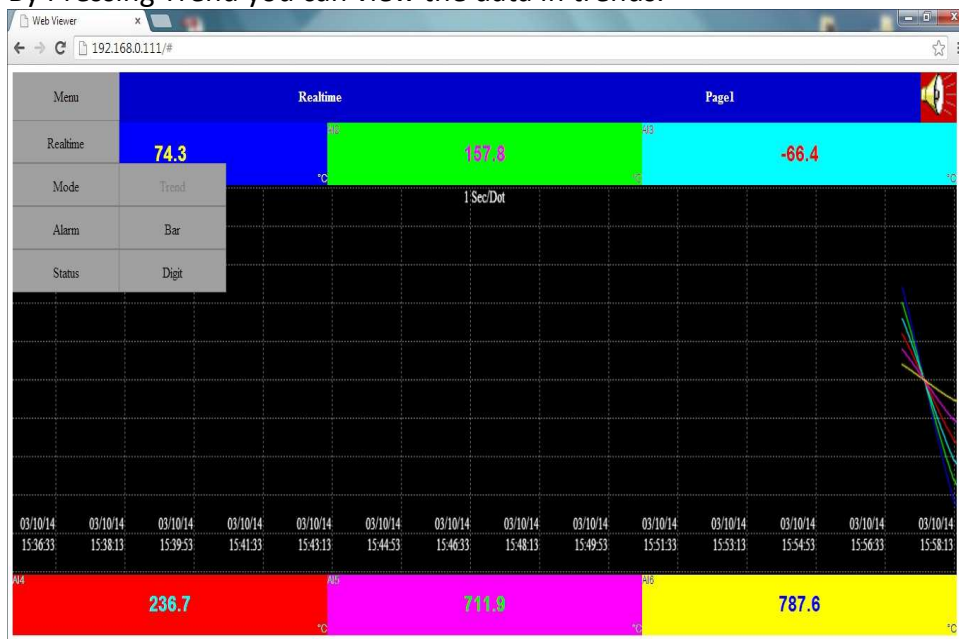 By Pressing Trend you can view the data in trends.
Web Viewer
192.168.0.111/#
Menu Realtime Page1
Realtime 74.3 °C AI2 157.8 °C AI3 -66.4 °C
Mode Trend
1 Sec/Dot
Alarm Bar
Status Digit
03/10/14 03/10/14 03/10/14 03/10/14 03/10/14 03/10/14 03/10/14 03/10/14 03/10/14 03/10/14 03/10/14 03/10/14 03/10/14 03/10/14
15:36:33 15:38:13 15:39:53 15:41:33 15:43:13 15:44:53 15:46:33 15:48:13 15:49:53 15:51:33 15:53:13 15:54:53 15:56:33 15:58:13
AI4 236.7 °C AI5 711.9 °C AI6 787.6 °C